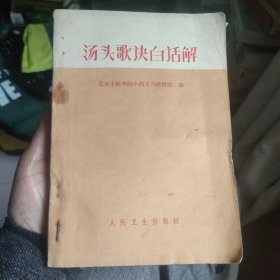 汤头歌诀白话解
北京中医学院中药方剂教研组 编
人民卫生出版社